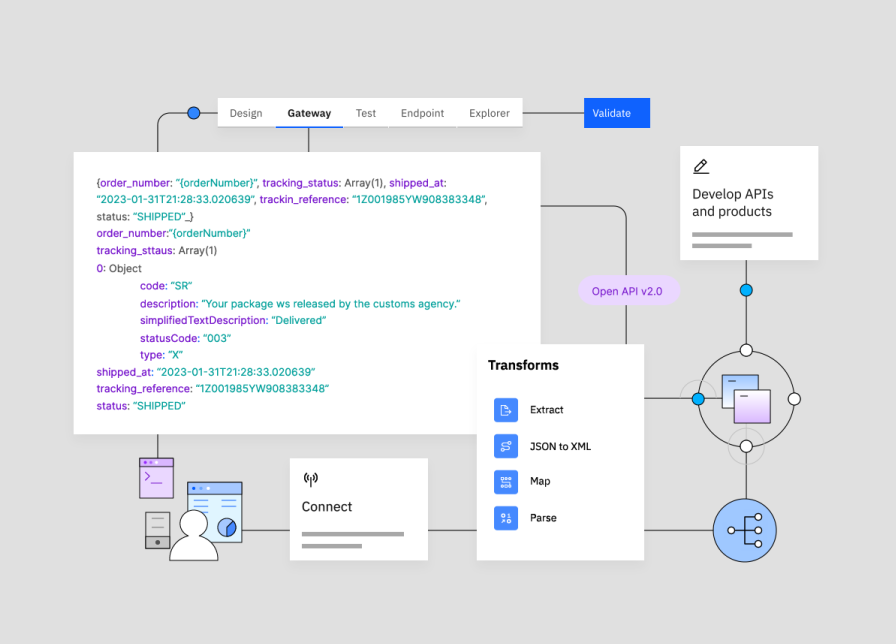 Design Gateway Test Endpoint Explorer Validate
{order_number: “{orderNumber}”, tracking_status: Array(1), shipped_at:
“2023-01-31T21:28:33.020639”, trackin_reference: “1Z001985YW908383348”,
status: “SHIPPED”_}
order_number:”{orderNumber}”
tracking_sttaus: Array(1)
0: Object
code: “SR”
description: “Your package ws released by the customs agency.”
simplifiedTextDescription: “Delivered”
statusCode: “003”
type: “X”
shipped_at: “2023-01-31T21:28:33.020639”
tracking_reference: “1Z001985YW908383348”
status: “SHIPPED”
Develop APIs
and products
Open API v2.0
Transforms
Extract
JSON to XML
Map
Parse
Connect